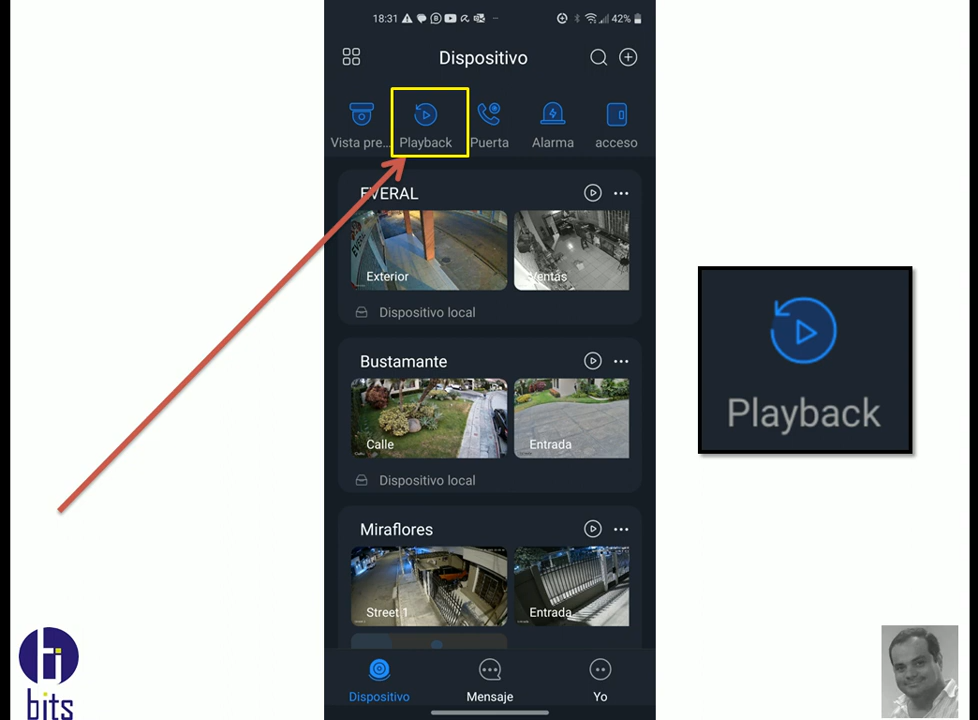 18:31
42%
Dispositivo
Vista pre...
Playback
Puerta
Alarma
acceso
EVERAL
Exterior
Ventas
Dispositivo local
Bustamante
Calle
Entrada
Dispositivo local
Miraflores
Street 1
Entrada
Dispositivo
Mensaje
Yo
Playback
bits